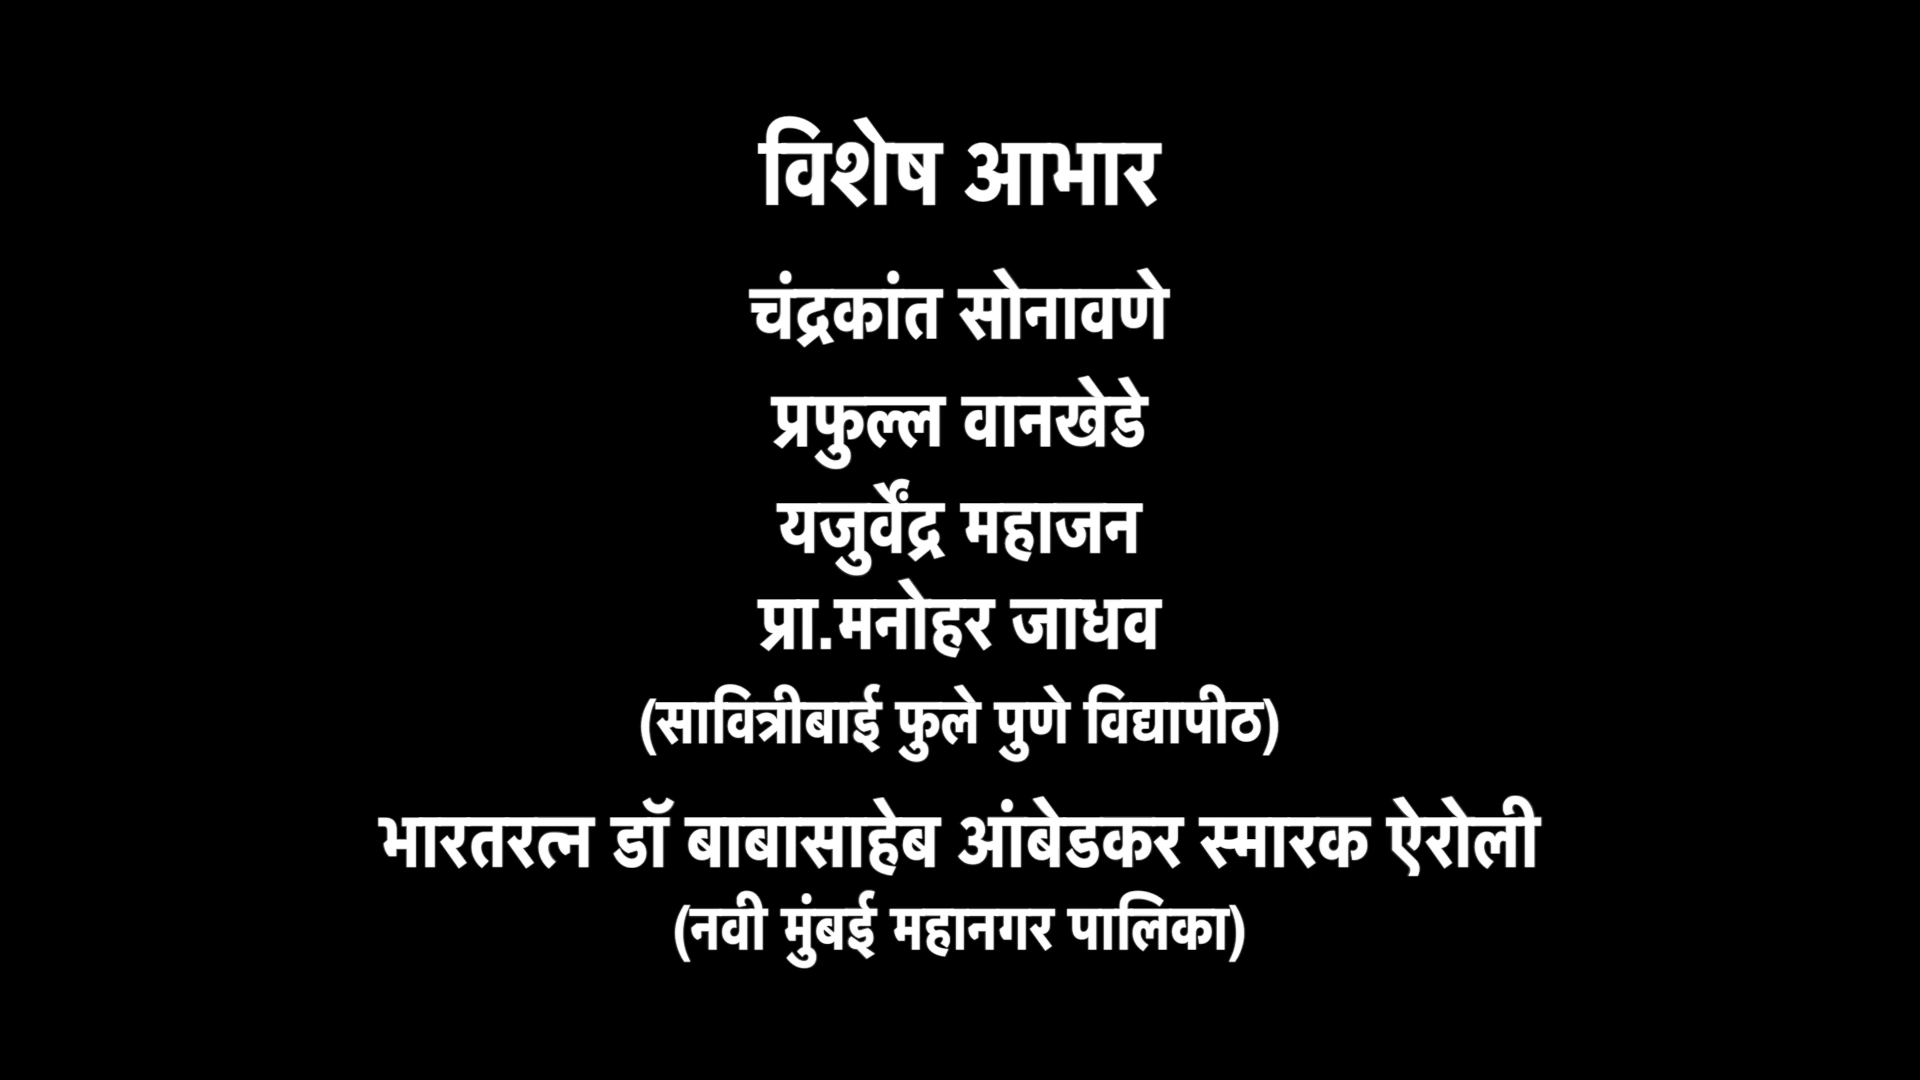 विशेष आभार
चंद्रकांत सोनावणे
प्रफुल्ल वानखेडे
यजुर्वेंद्र महाजन
प्रा.मनोहर जाधव
(सावित्रीबाई फुले पुणे विद्यापीठ)
भारतरत्न डॉ बाबासाहेब आंबेडकर स्मारक ऐरोली
(नवी मुंबई महानगर पालिका)